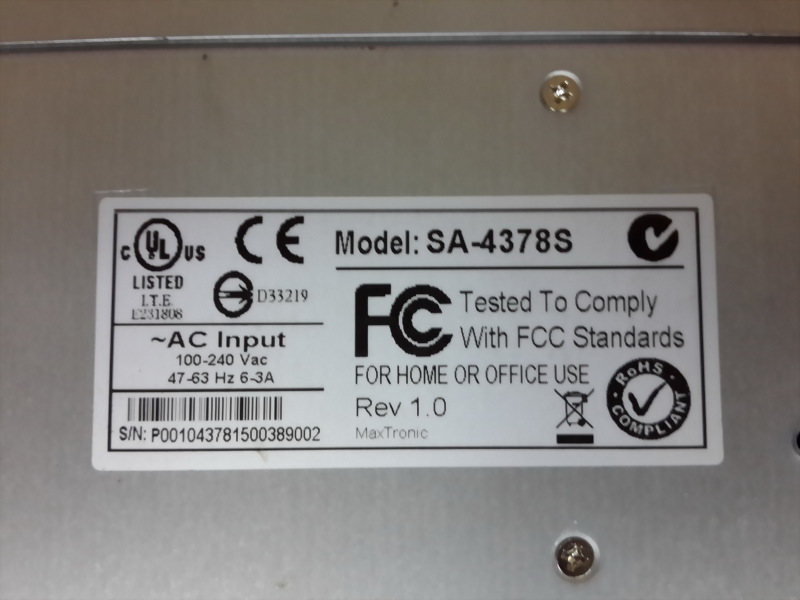 C UL US
LISTED
I.T.E.
E231808
CE
D33219
~AC Input
100-240 Vac
47-63 Hz 6-3A
S/N: P001043781500389002
Model: SA-4378S
FC
Tested To Comply
With FCC Standards
FOR HOME OR OFFICE USE
Rev 1.0
MaxTronic
RoHS
COMPLIANT